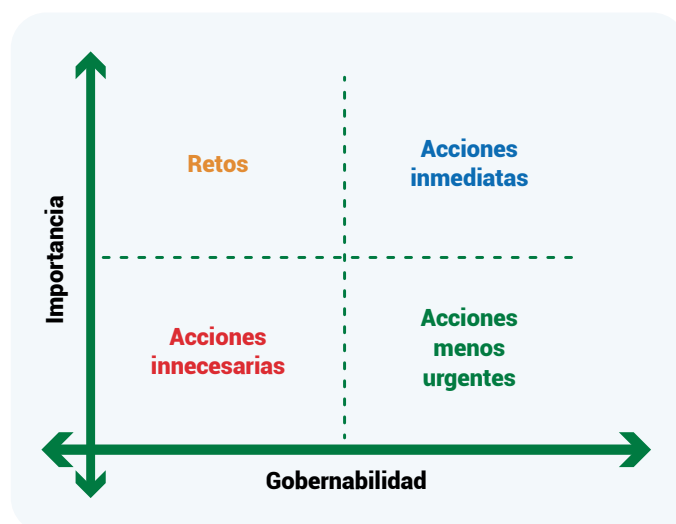 Importancia
Retos
Acciones
inmediatas
Acciones
innecesarias
Acciones
menos
urgentes
Gobernabilidad